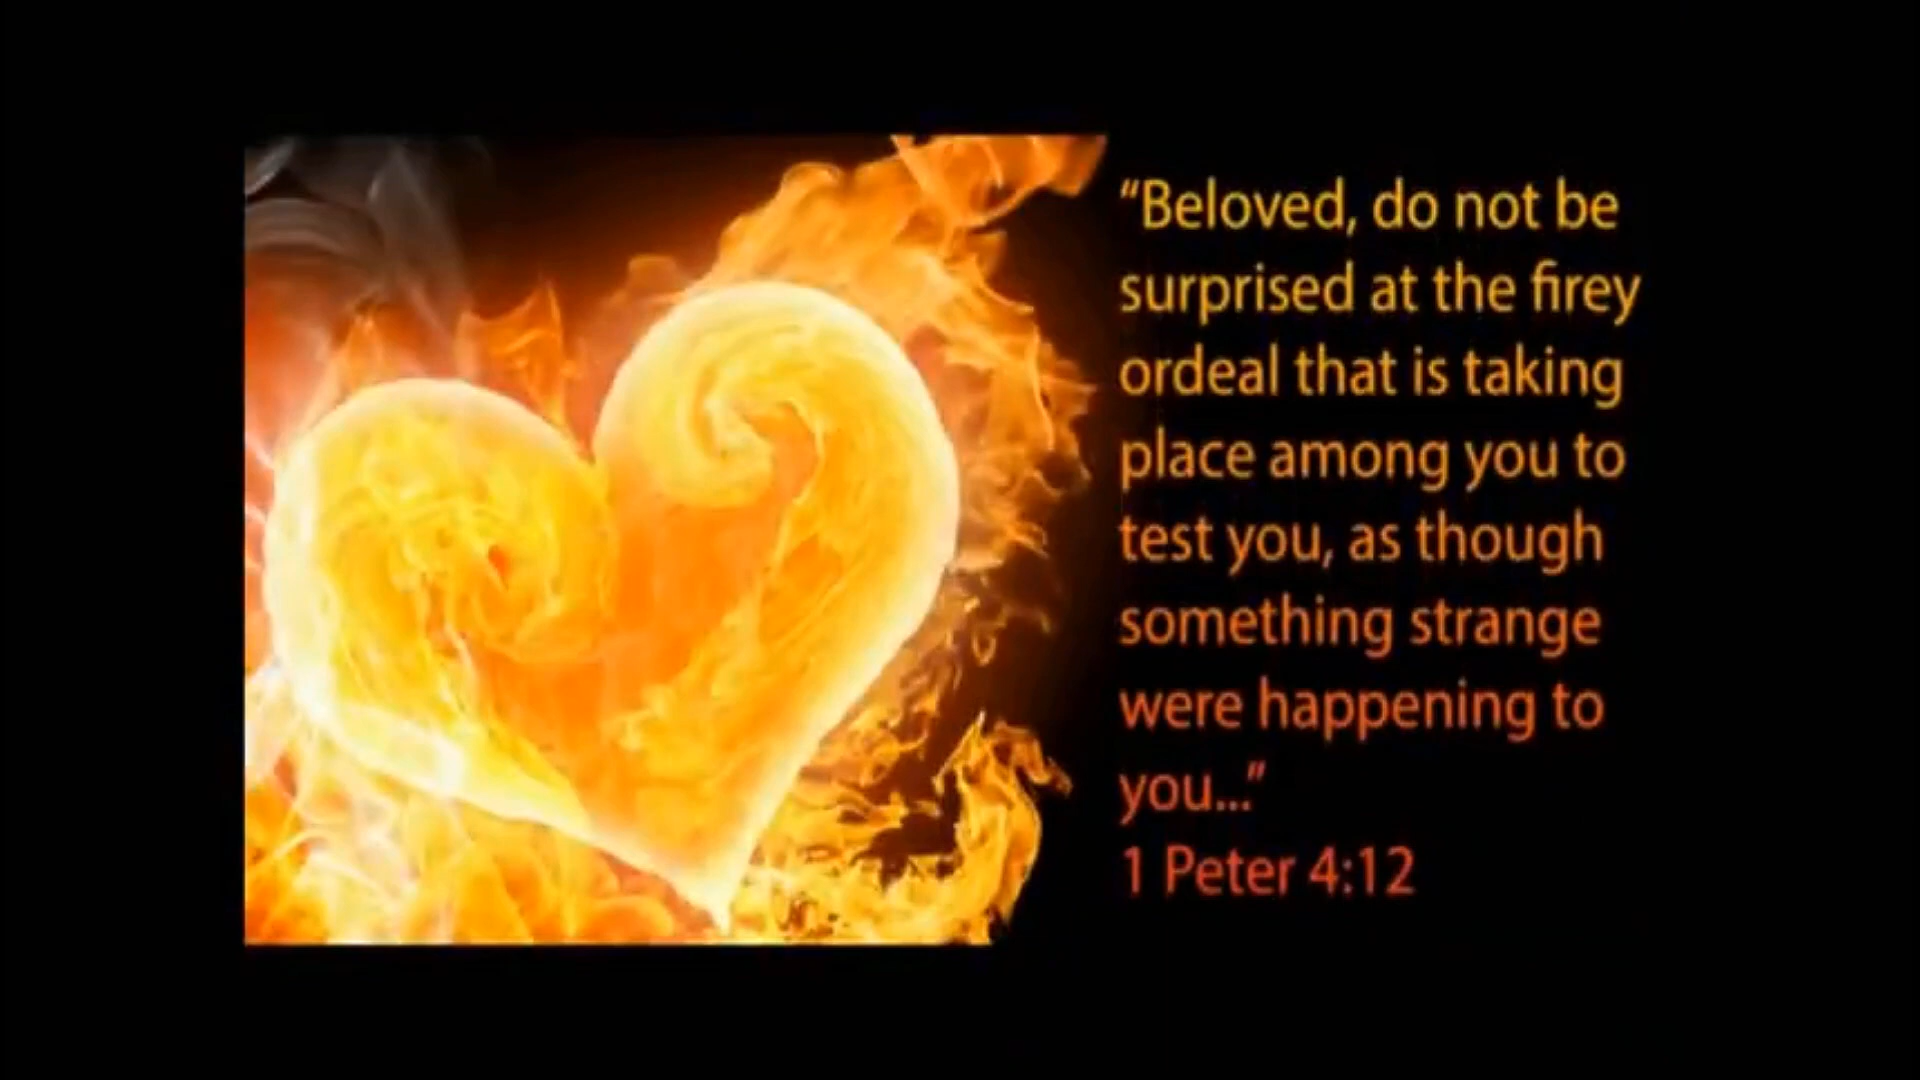 “Beloved, do not be
surprised at the firey
ordeal that is taking
place among you to
test you, as though
something strange
were happening to
you...”
1 Peter 4:12